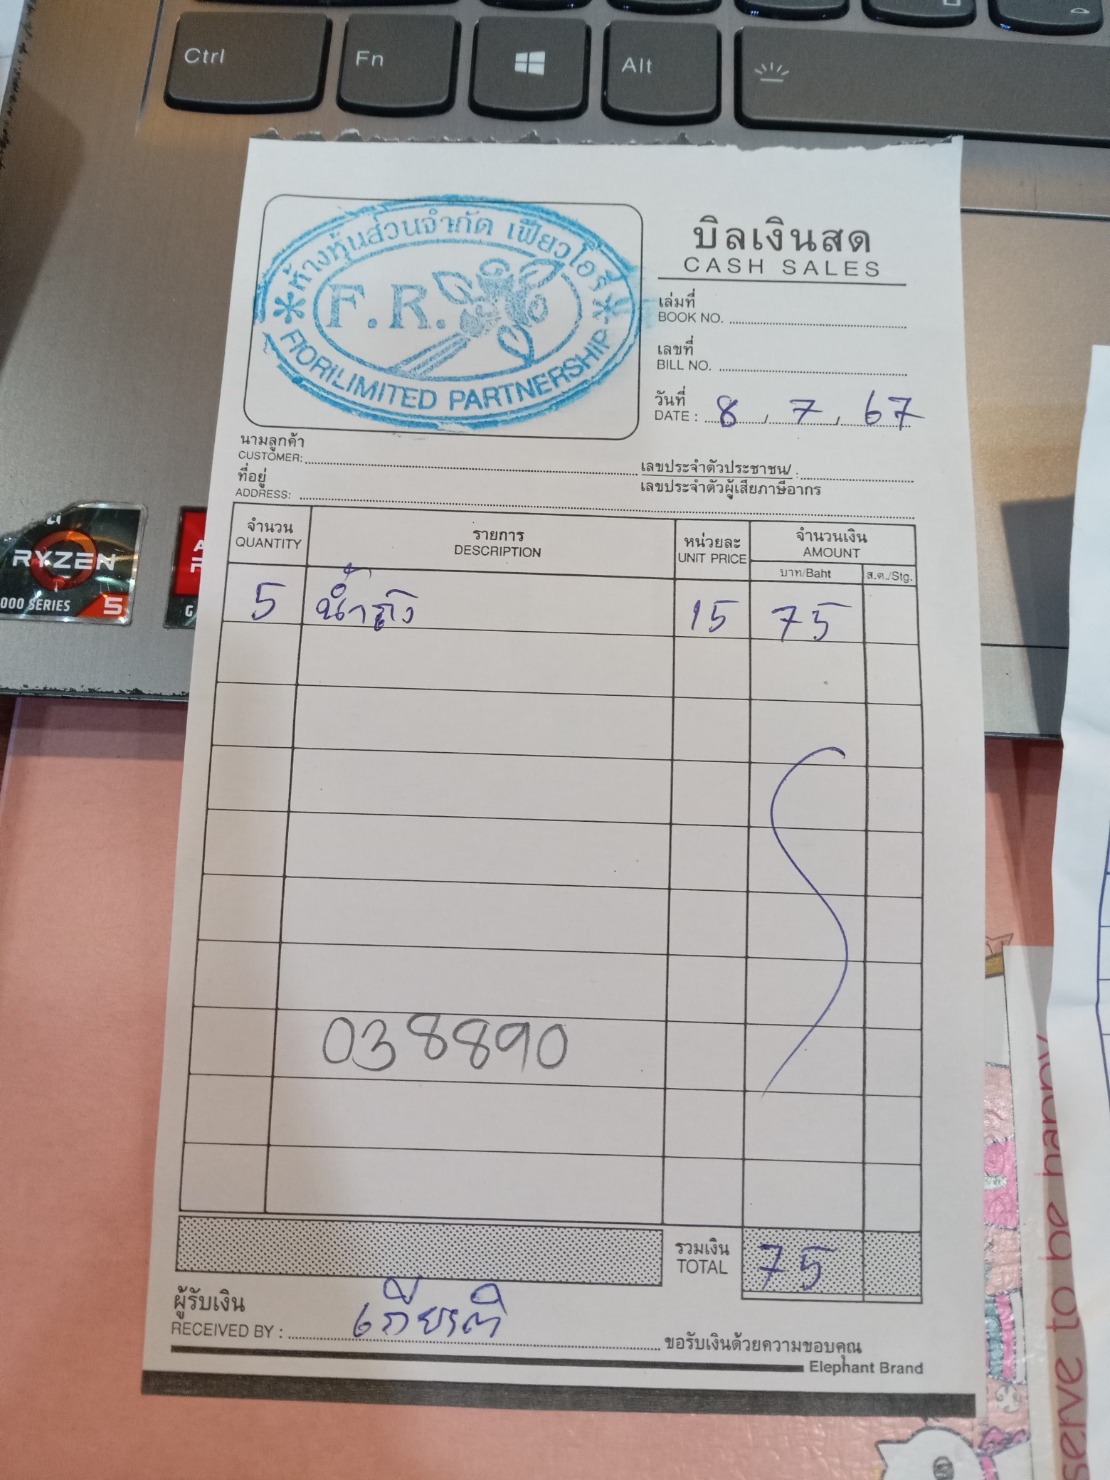 Ctrl
Fn
Alt
ห้างหุ้นส่วนจำกัด เฟียวโอรี่
F.R.
FIORI LIMITED PARTNERSHIP
บิลเงินสด
CASH SALES
เล่มที่
BOOK NO.
เลขที่
BILL NO.
วันที่
DATE : 8 , 7 , 67
นามลูกค้า
CUSTOMER:
เลขประจำตัวประชาชน/ :
เลขประจำตัวผู้เสียภาษีอากร
ที่อยู่
ADDRESS:
จำนวน รายการ หน่วยละ จำนวนเงิน
QUANTITY DESCRIPTION UNIT PRICE AMOUNT
บาท/Baht ส.ต./Stg.
5 น้ำถัง 15 75
038890
รวมเงิน
TOTAL 75
ผู้รับเงิน
RECEIVED BY : เกียรติ
ขอรับเงินด้วยความขอบคุณ
Elephant Brand
RYZEN
000 SERIES 5
serve to be happy